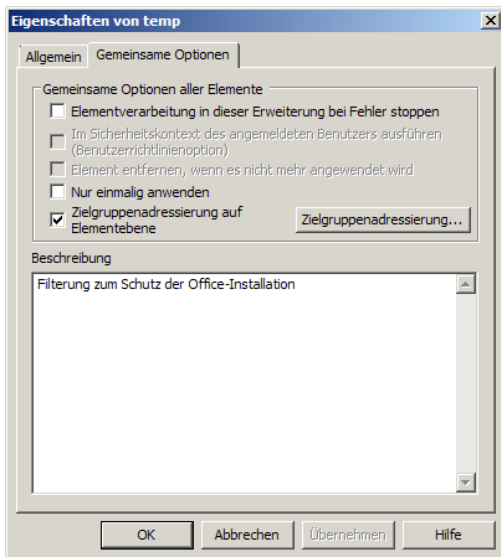 Eigenschaften von temp
Allgemein
Gemeinsame Optionen
Gemeinsame Optionen aller Elemente
Elementverarbeitung in dieser Erweiterung bei Fehler stoppen
Im Sicherheitskontext des angemeldeten Benutzers ausführen
(Benutzerrichtlinienoption)
Element entfernen, wenn es nicht mehr angewendet wird
Nur einmalig anwenden
Zielgruppenadressierung auf
Elementebene
Zielgruppenadressierung...
Beschreibung
Filterung zum Schutz der Office-Installation
OK
Abbrechen
Übernehmen
Hilfe